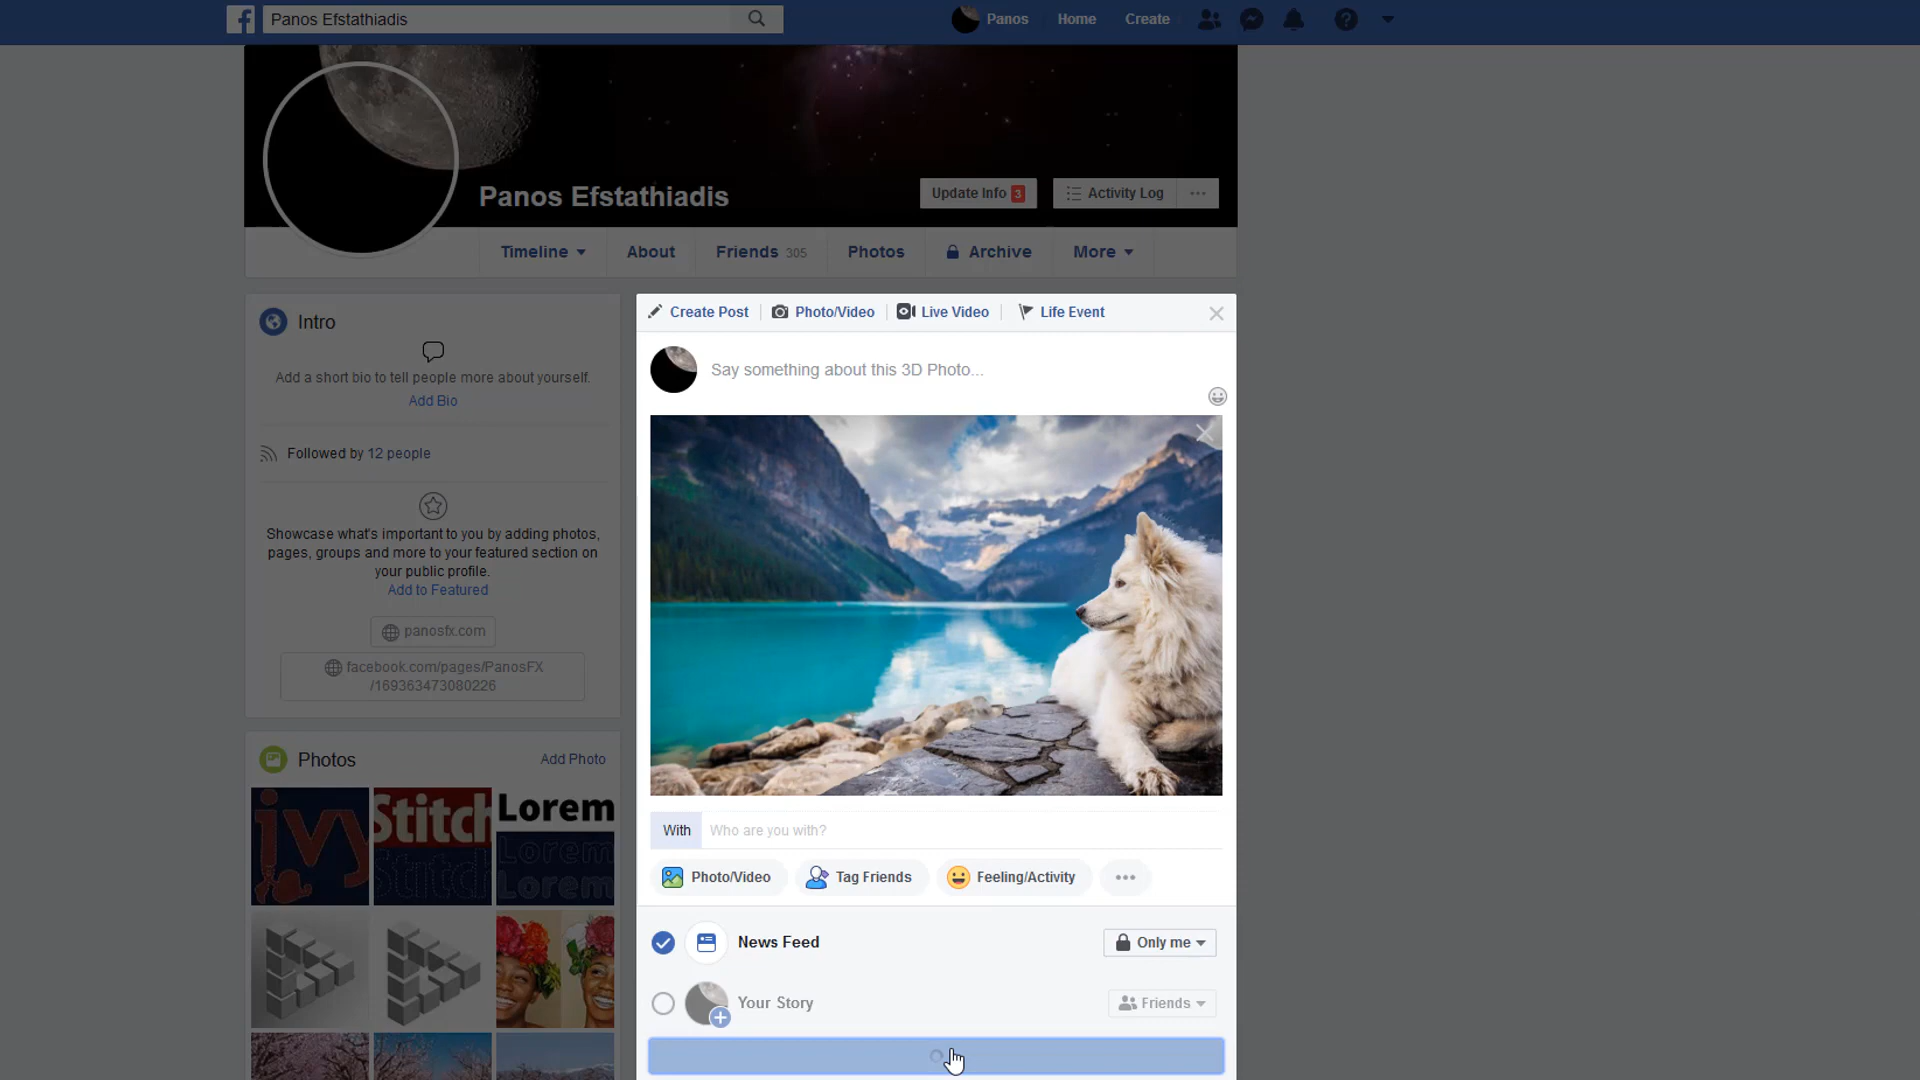 Panos Efstathiadis
Panos
Home
Create
Panos Efstathiadis
Update Info 3
Activity Log
Timeline
About
Friends 305
Photos
Archive
More
Intro
Add a short bio to tell people more about yourself.
Add Bio
Followed by 12 people
Showcase what's important to you by adding photos,
pages, groups and more to your featured section on
your public profile.
Add to Featured
panosfx.com
facebook.com/pages/PanosFX
/169363473080226
Photos
Add Photo
ivy
Stitch
Lorem
Stitch
Lorem
Lorem
Create Post
Photo/Video
Live Video
Life Event
Say something about this 3D Photo...
With
Who are you with?
Photo/Video
Tag Friends
Feeling/Activity
News Feed
Only me
Your Story
Friends